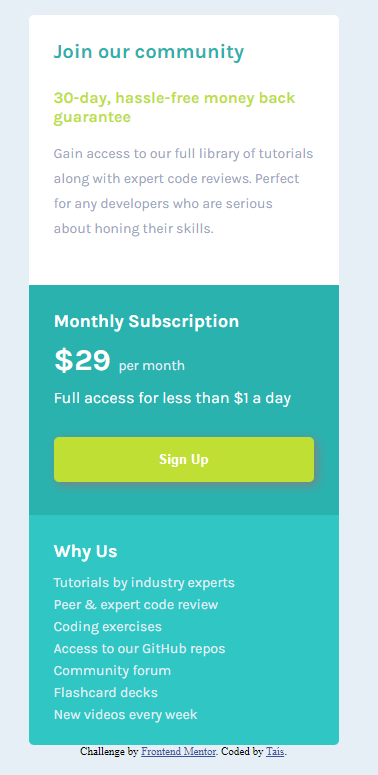 Join our community
30-day, hassle-free money back
guarantee
Gain access to our full library of tutorials
along with expert code reviews. Perfect
for any developers who are serious
about honing their skills.
Monthly Subscription
$29 per month
Full access for less than $1 a day
Sign Up
Why Us
Tutorials by industry experts
Peer & expert code review
Coding exercises
Access to our GitHub repos
Community forum
Flashcard decks
New videos every week
Challenge by Frontend Mentor. Coded by Taís.